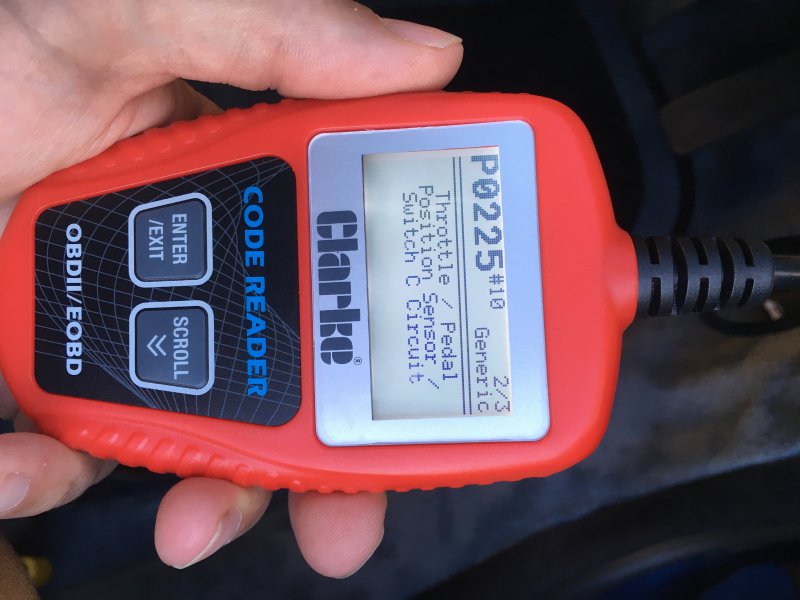 2/3
P0225 #10 Generic
Throttle / Pedal
Position Sensor /
Switch C Circuit
Clarke®
CODE READER
ENTER
/EXIT
SCROLL
OBDII/EOBD